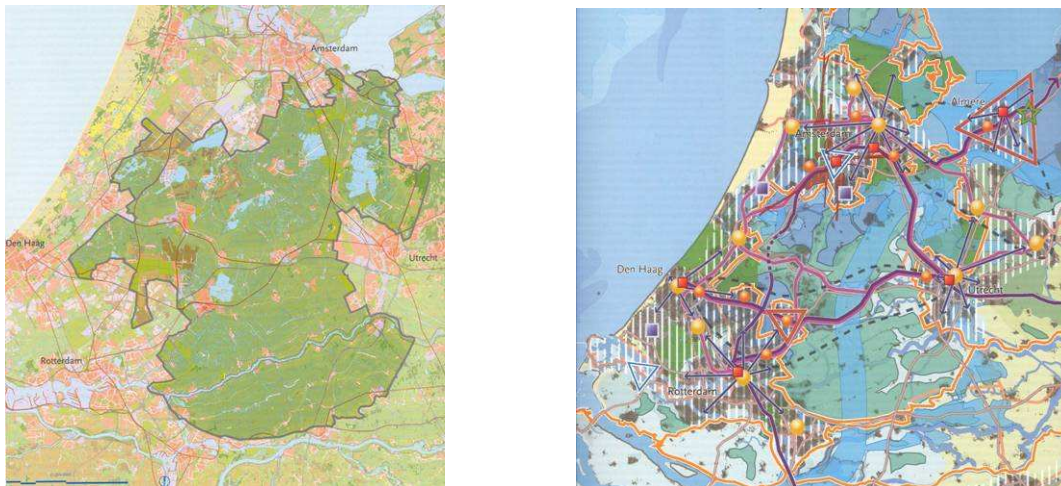 Amsterdam
Den Haag
Utrecht
Rotterdam
Almere
Amsterdam
Den Haag
Utrecht
Rotterdam